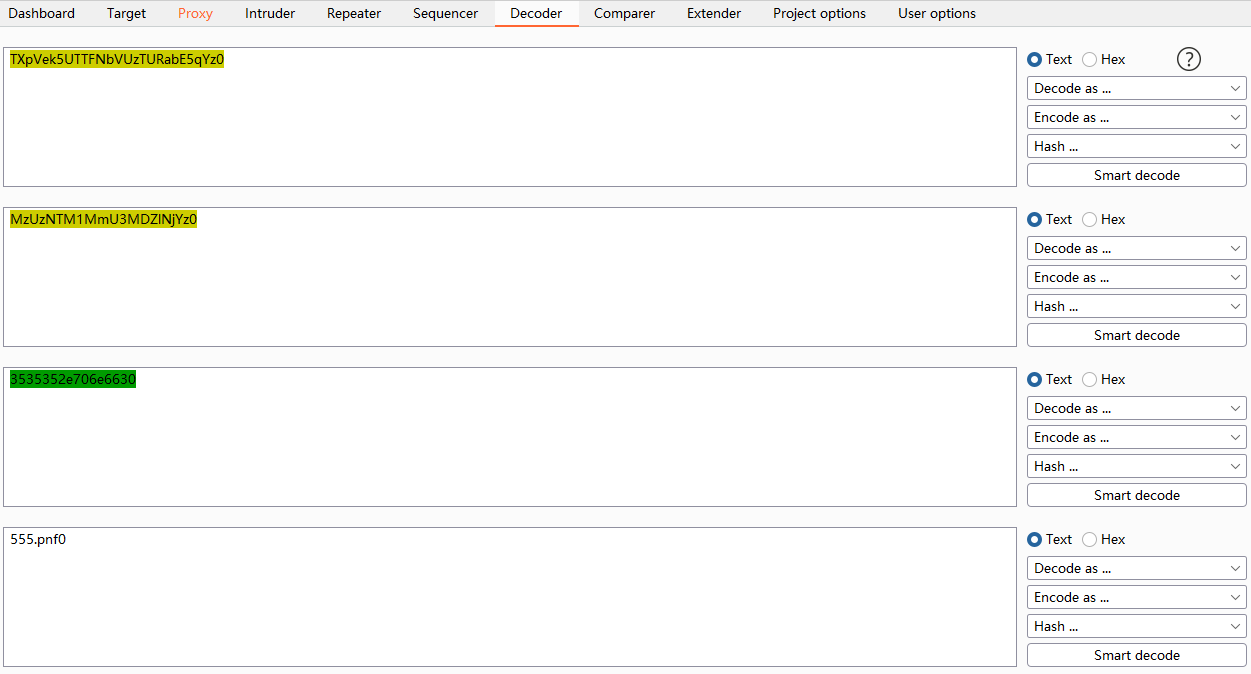 Dashboard Target Proxy Intruder Repeater Sequencer Decoder Comparer Extender Project options User options
TXpVek5UTTFNbVUzTURabE5qYz0
Text Hex ?
Decode as ...
Encode as ...
Hash ...
Smart decode
MzUzNTM1MmU3MDZlNjYz0
Text Hex
Decode as ...
Encode as ...
Hash ...
Smart decode
3535352e706e6630
Text Hex
Decode as ...
Encode as ...
Hash ...
Smart decode
555.pnf0
Text Hex
Decode as ...
Encode as ...
Hash ...
Smart decode